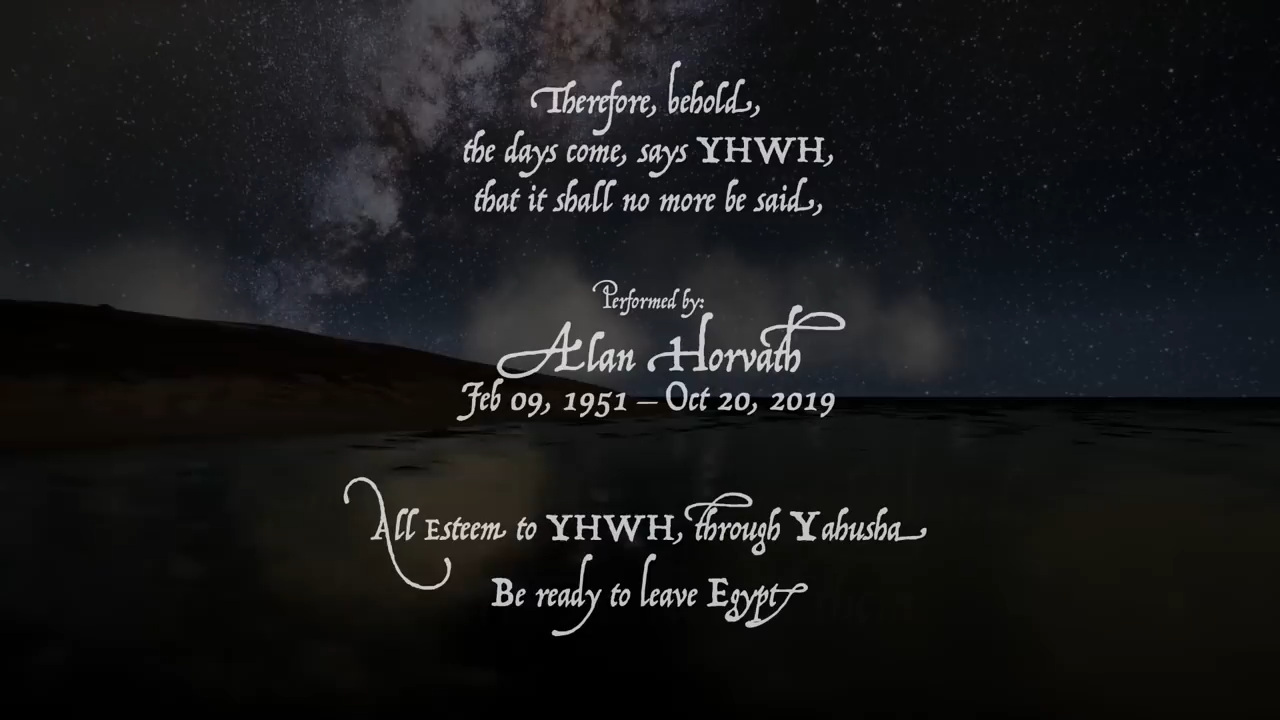 Therefore, behold,
the days come, says YHWH,
that it shall no more be said,
Performed by:
Alan Horvath
Feb 09, 1951 – Oct 20, 2019
All Esteem to YHWH, through Yahusha
Be ready to leave Egypt